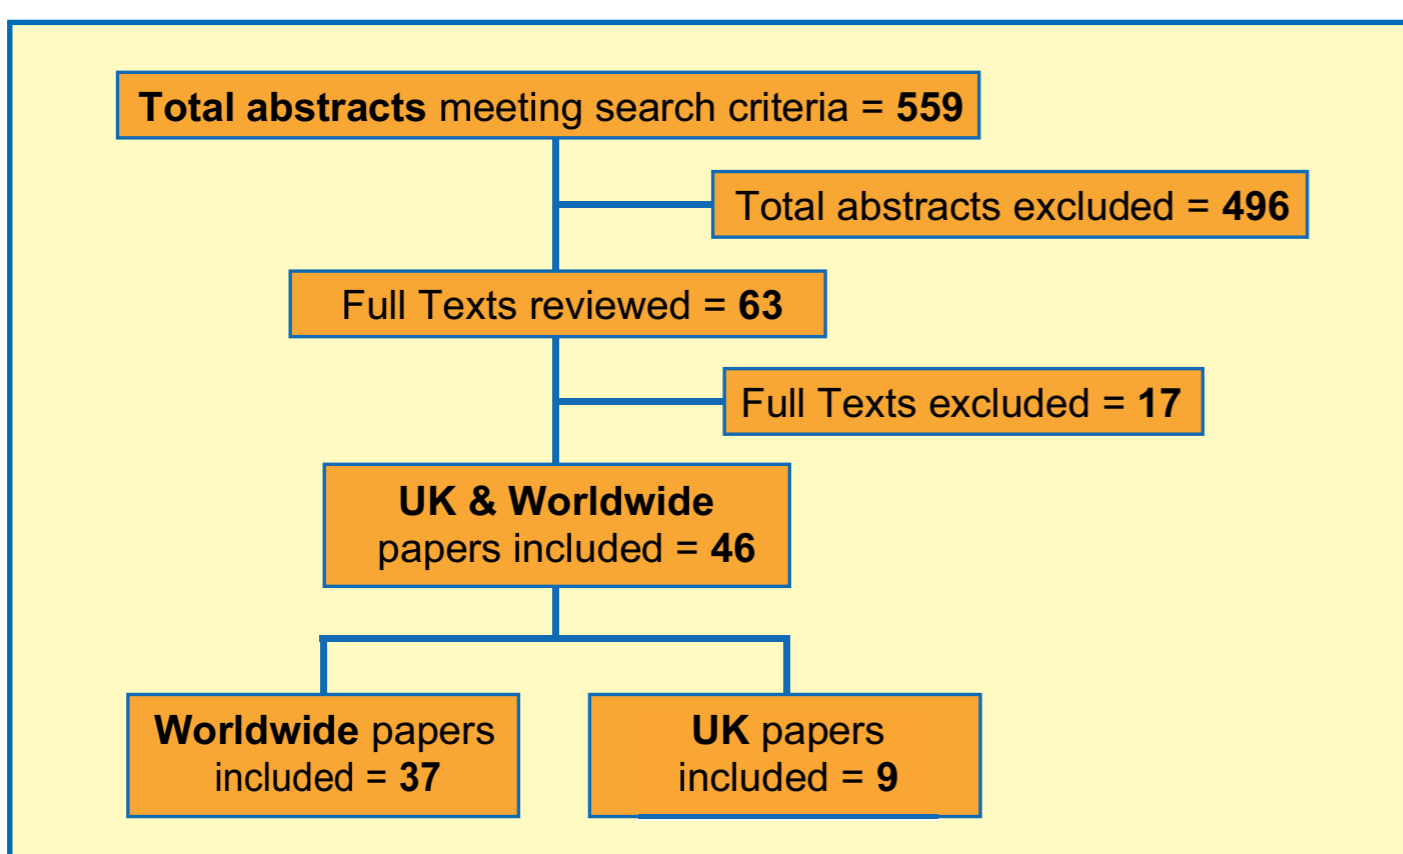 Total abstracts meeting search criteria = 559
Total abstracts excluded = 496
Full Texts reviewed = 63
Full Texts excluded = 17
UK & Worldwide
papers included = 46
Worldwide papers
included = 37
UK papers
included = 9